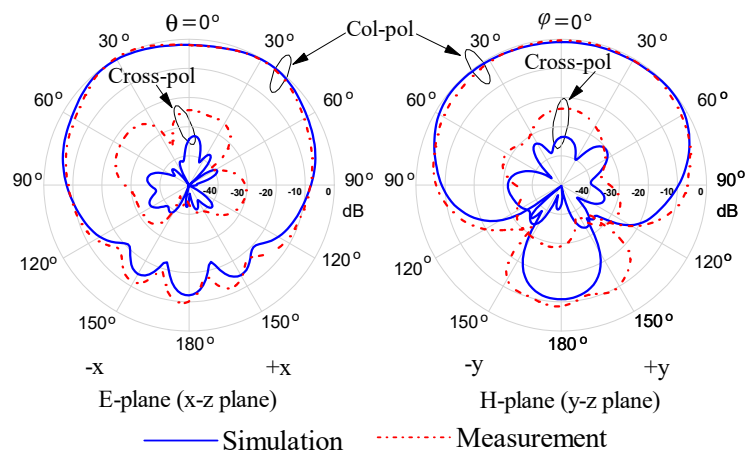 θ = 0° Col-pol φ = 0°
30° 30° 30° 30°
Cross-pol Cross-pol
60° 60° 60° 60°
90° -40 -30 -20 -10 0 90° 90° -40 -30 -20 -10 0 90°
dB dB
120° 120° 120° 120°
150° 150° 150° 150°
180° 180°
-x +x -y +y
E-plane (x-z plane) H-plane (y-z plane)
Simulation Measurement